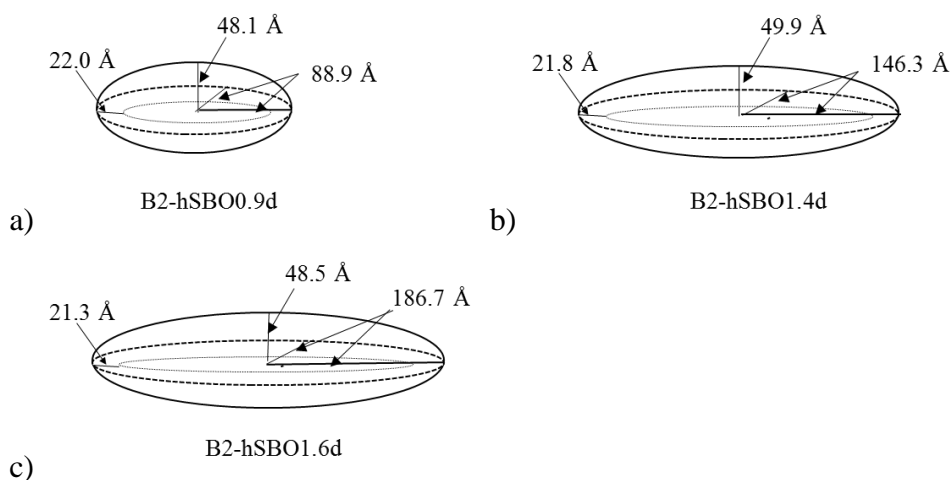 48.1 Å
22.0 Å
88.9 Å
B2-hSBO0.9d
a)
49.9 Å
21.8 Å
146.3 Å
B2-hSBO1.4d
b)
48.5 Å
21.3 Å
186.7 Å
B2-hSBO1.6d
c)